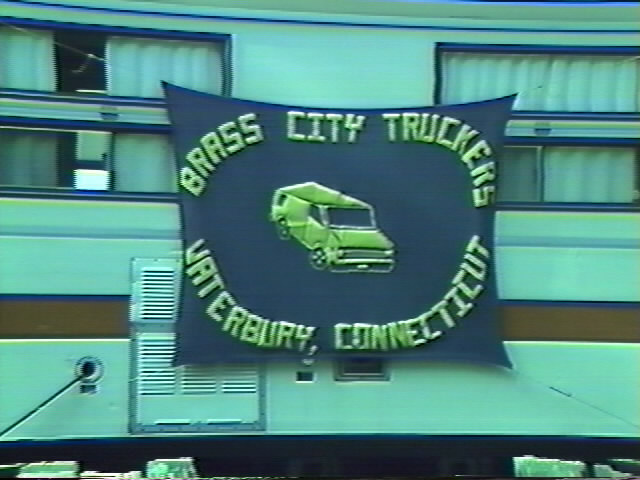 BRASS CITY TRUCKERS
WATERBURY, CONNECTICUT